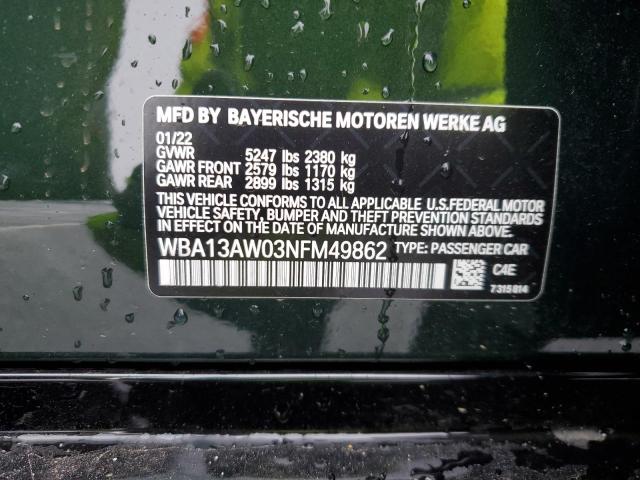 MFD BY BAYERISCHE MOTOREN WERKE AG
01/22
GVWR 5247 lbs 2380 kg
GAWR FRONT 2579 lbs 1170 kg
GAWR REAR 2899 lbs 1315 kg
THIS VEHICLE CONFORMS TO ALL APPLICABLE U.S.FEDERAL MOTOR
VEHICLE SAFETY, BUMPER AND THEFT PREVENTION STANDARDS
IN EFFECT ON THE DATE OF MANUFACTURE SHOWN ABOVE.
WBA13AW03NFM49862 TYPE: PASSENGER CAR
C4E
7315814